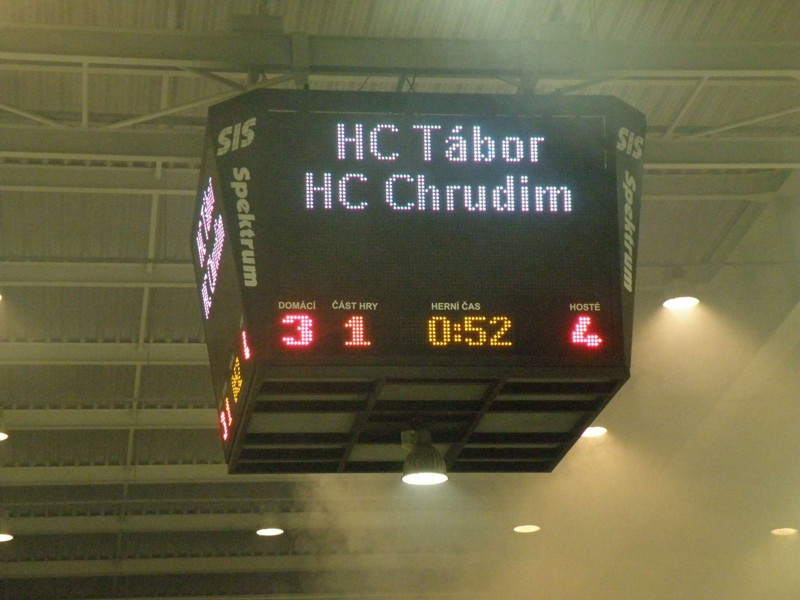 SIS
Spektrum
HC Tábor
HC Chrudim
SIS
Spektrum
DOMÁCÍ ČÁST HRY HERNÍ ČAS HOSTÉ
3 1 0:52 4